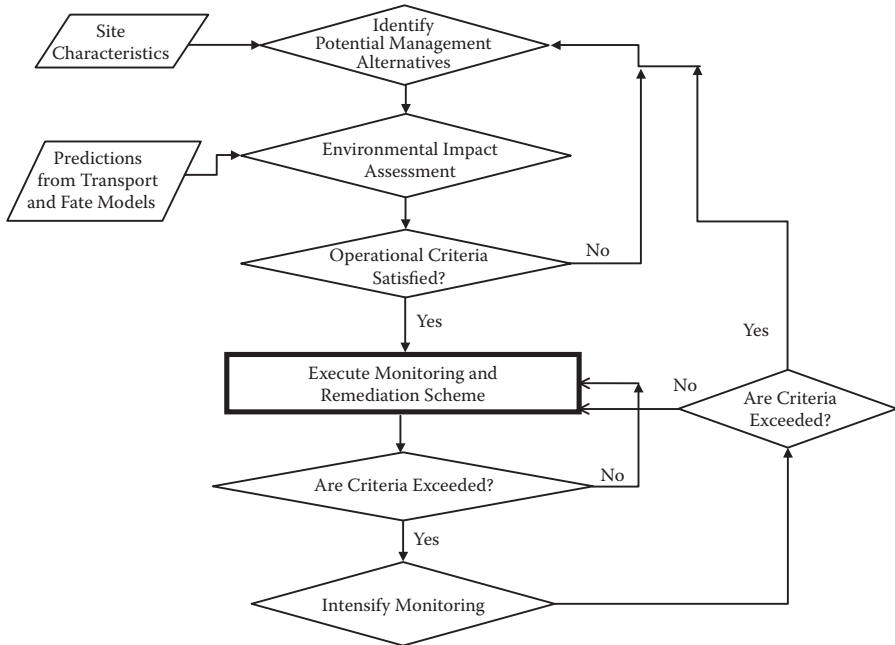 Site
Characteristics
Identify
Potential Management
Alternatives
Predictions
from Transport
and Fate Models
Environmental Impact
Assessment
Operational Criteria
Satisfied?
No
Yes
Execute Monitoring and
Remediation Scheme
Are Criteria Exceeded?
No
Yes
Intensify Monitoring
Are Criteria
Exceeded?
No
Yes